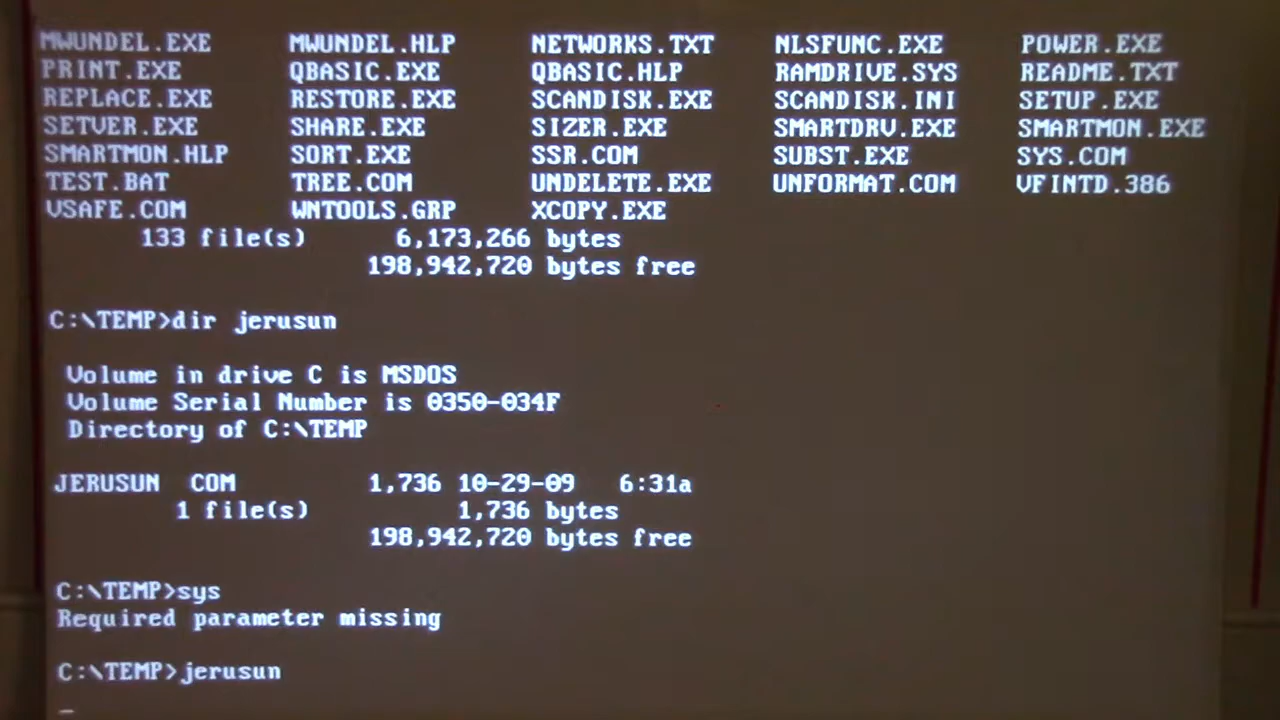 MWUNDEL.EXE MWUNDEL.HLP NETWORKS.TXT NLSFUNC.EXE POWER.EXE
PRINT.EXE QBASIC.EXE QBASIC.HLP RAMDRIVE.SYS README.TXT
REPLACE.EXE RESTORE.EXE SCANDISK.EXE SCANDISK.INI SETUP.EXE
SETVER.EXE SHARE.EXE SIZER.EXE SMARTDRV.EXE SMARTMON.EXE
SMARTMON.HLP SORT.EXE SSR.COM SUBST.EXE SYS.COM
TEST.BAT TREE.COM UNDELETE.EXE UNFORMAT.COM VFINTD.386
VSAFE.COM WNTOOLS.GRP XCOPY.EXE
133 file(s) 6,173,266 bytes
198,942,720 bytes free
C:\TEMP>dir jerusun
Volume in drive C is MSDOS
Volume Serial Number is 0350-034F
Directory of C:\TEMP
JERUSUN COM 1,736 10-29-09 6:31a
1 file(s) 1,736 bytes
198,942,720 bytes free
C:\TEMP>sys
Required parameter missing
C:\TEMP>jerusun
_